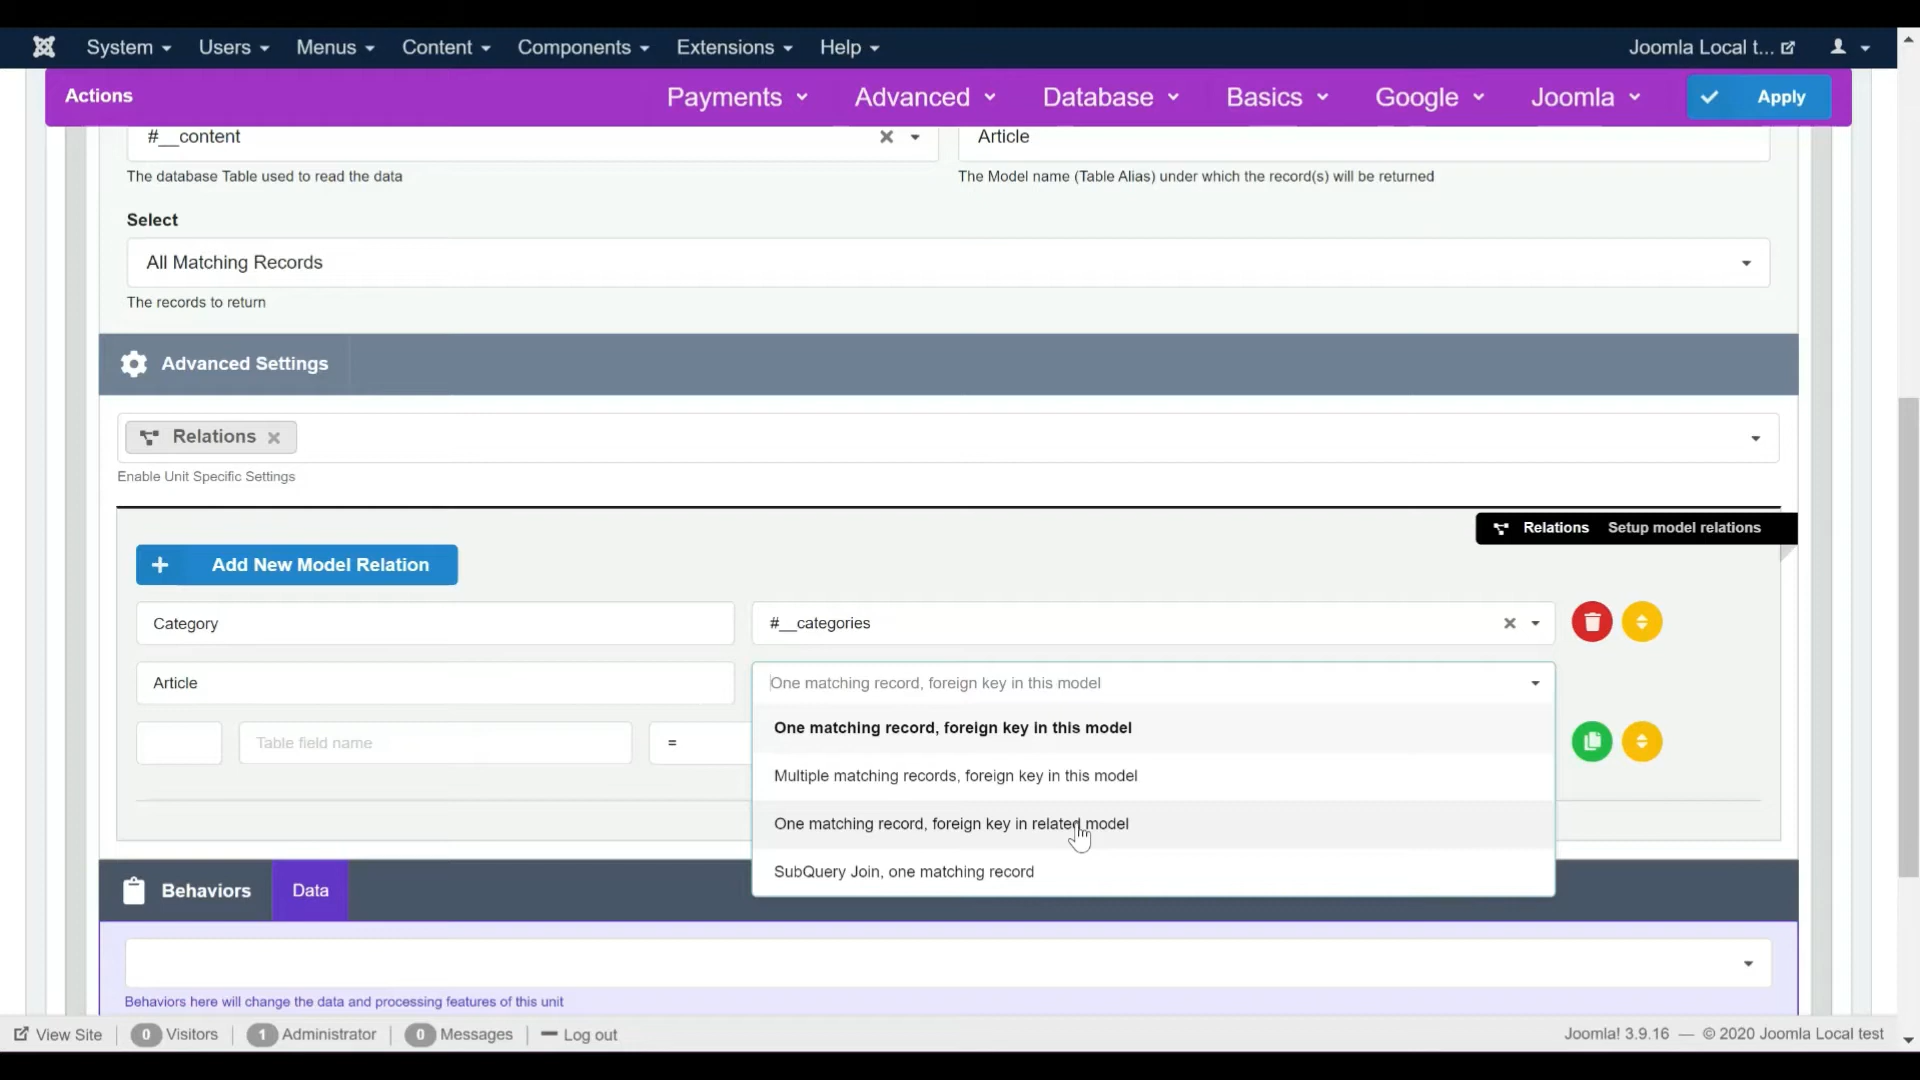 System Users Menus Content Components Extensions Help Joomla Local t...
Actions Payments Advanced Database Basics Google Joomla Apply
#__content Article
The database Table used to read the data The Model name (Table Alias) under which the record(s) will be returned
Select
All Matching Records
The records to return
Advanced Settings
Relations
Enable Unit Specific Settings
Relations Setup model relations
Add New Model Relation
Category #__categories
Article One matching record, foreign key in this model
One matching record, foreign key in this model
Table field name =
Multiple matching records, foreign key in this model
One matching record, foreign key in related model
SubQuery Join, one matching record
Behaviors Data
Behaviors here will change the data and processing features of this unit
View Site 0 Visitors 1 Administrator 0 Messages Log out Joomla! 3.9.16 — © 2020 Joomla Local test